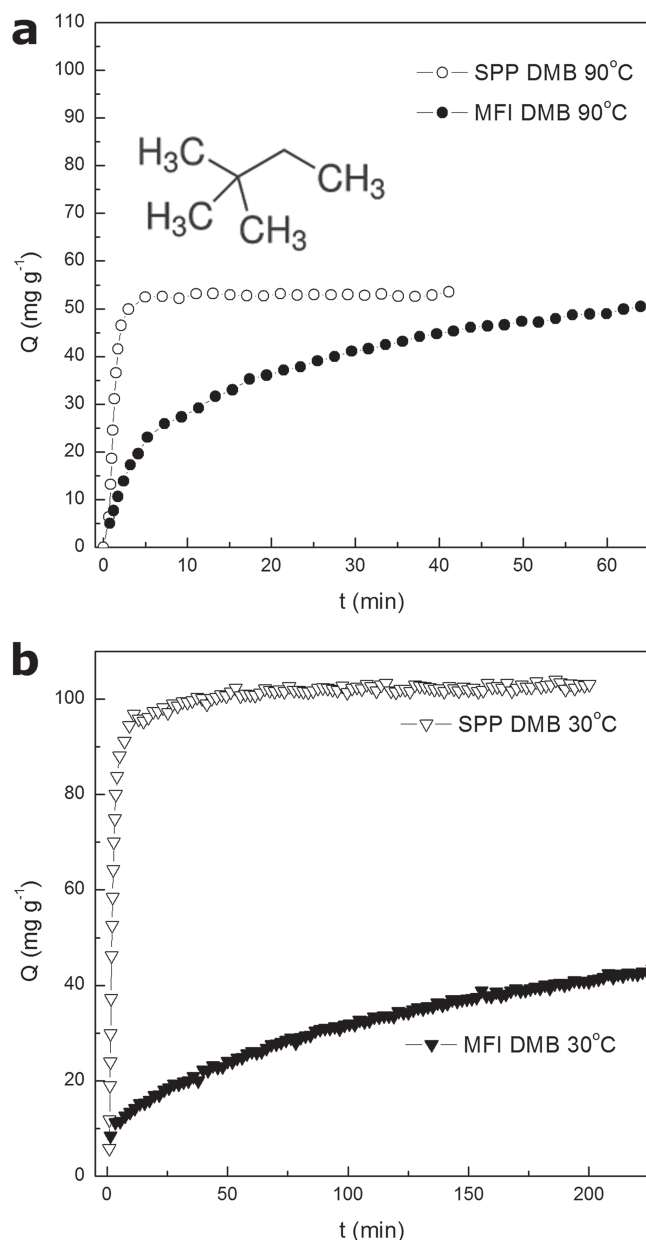 a
110
100
90
80
70
60
50
40
30
20
10
0
Q (mg g⁻¹)
SPP DMB 90°C
MFI DMB 90°C
H₃C
CH₃
H₃C
CH₃
0 10 20 30 40 50 60
t (min)
b
100
80
60
40
20
0
Q (mg g⁻¹)
SPP DMB 30°C
MFI DMB 30°C
0 50 100 150 200
t (min)